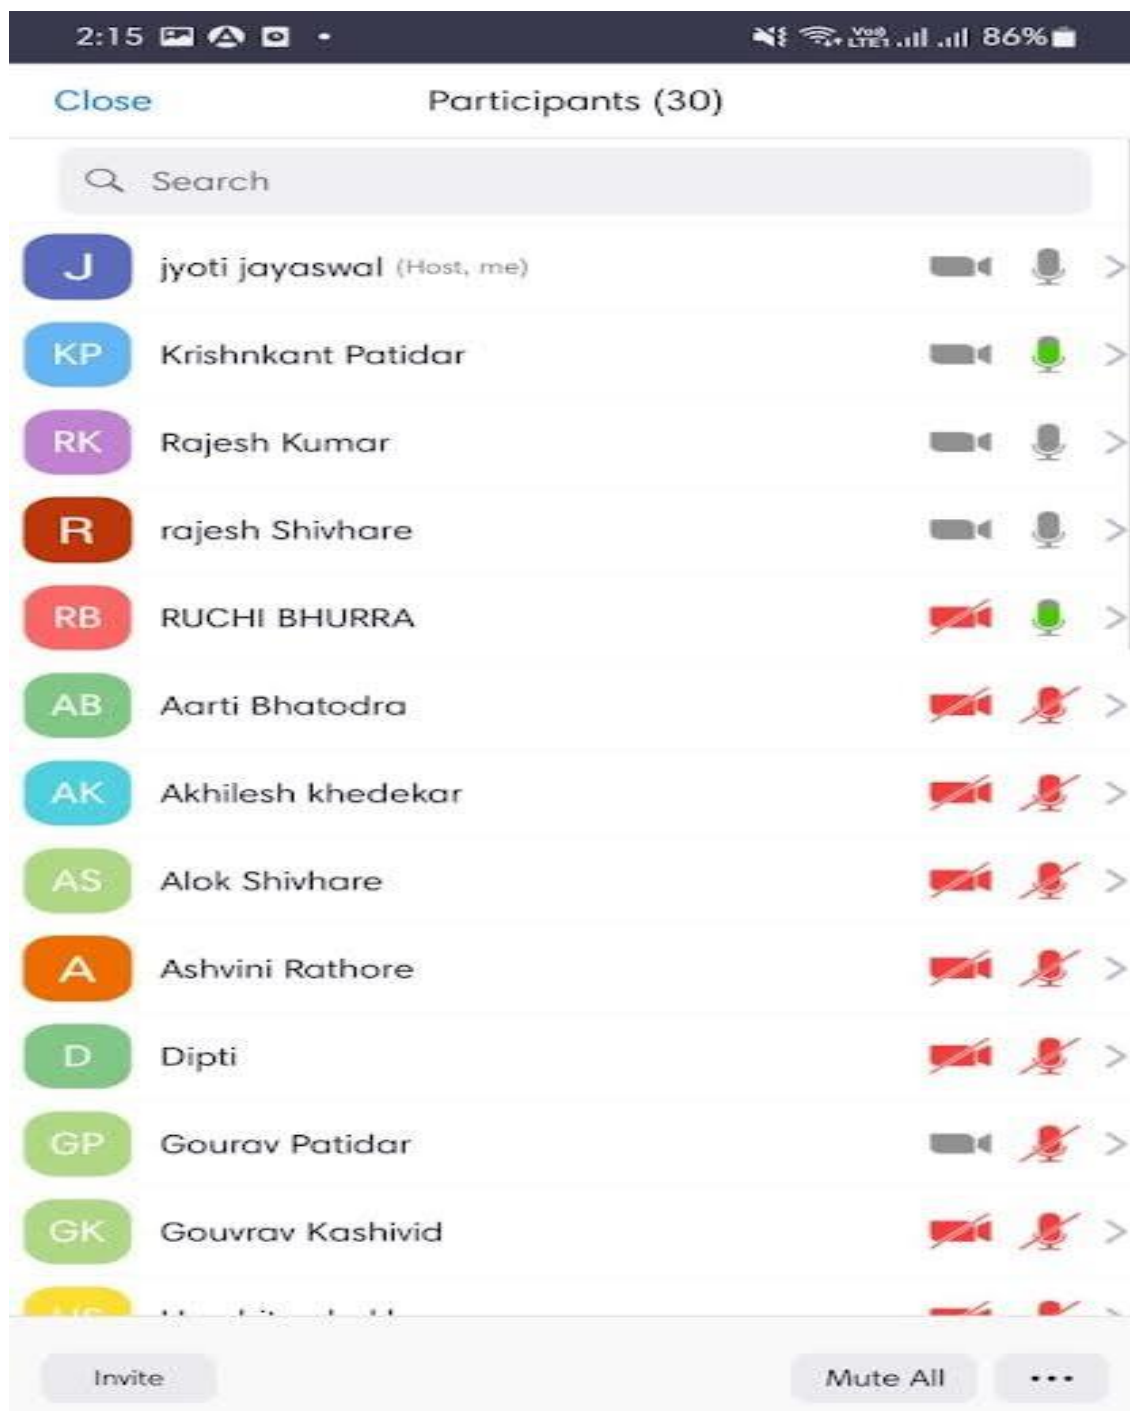 2:15 VoD LTE1 86%
Close Participants (30)
Search
J jyoti jayaswal (Host, me)
KP Krishnkant Patidar
RK Rajesh Kumar
R rajesh Shivhare
RB RUCHI BHURRA
AB Aarti Bhatodra
AK Akhilesh khedekar
AS Alok Shivhare
A Ashvini Rathore
D Dipti
GP Gourav Patidar
GK Gouvrav Kashivid
Invite Mute All